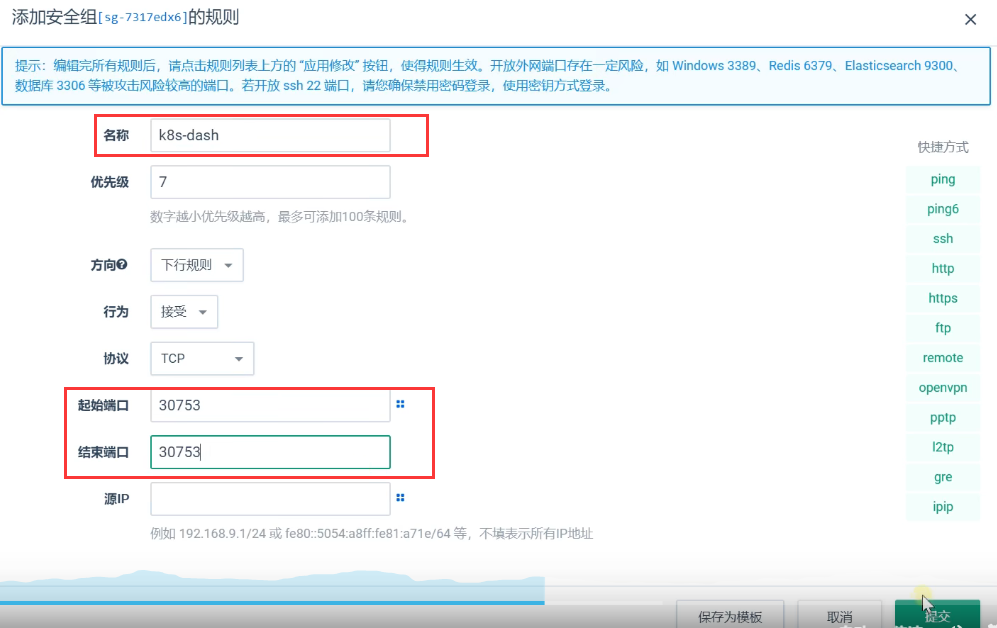 添加安全组[sg-7317edx6]的规则
提示：编辑完所有规则后，请点击规则列表上方的 “应用修改” 按钮，使得规则生效。开放外网端口存在一定风险，如 Windows 3389、Redis 6379、Elasticsearch 9300、
数据库 3306 等被攻击风险较高的端口。若开放 ssh 22 端口，请您确保禁用密码登录，使用密钥方式登录。
名称 k8s-dash
快捷方式
优先级 7
ping
数字越小优先级越高，最多可添加100条规则。
ping6
ssh
方向 下行规则
http
行为 接受
https
ftp
协议 TCP
remote
openvpn
起始端口 30753
pptp
结束端口 30753
l2tp
gre
源IP
ipip
例如 192.168.9.1/24 或 fe80::5054:a8ff:fe81:a71e/64 等，不填表示所有IP地址
保存为模板 取消 提交